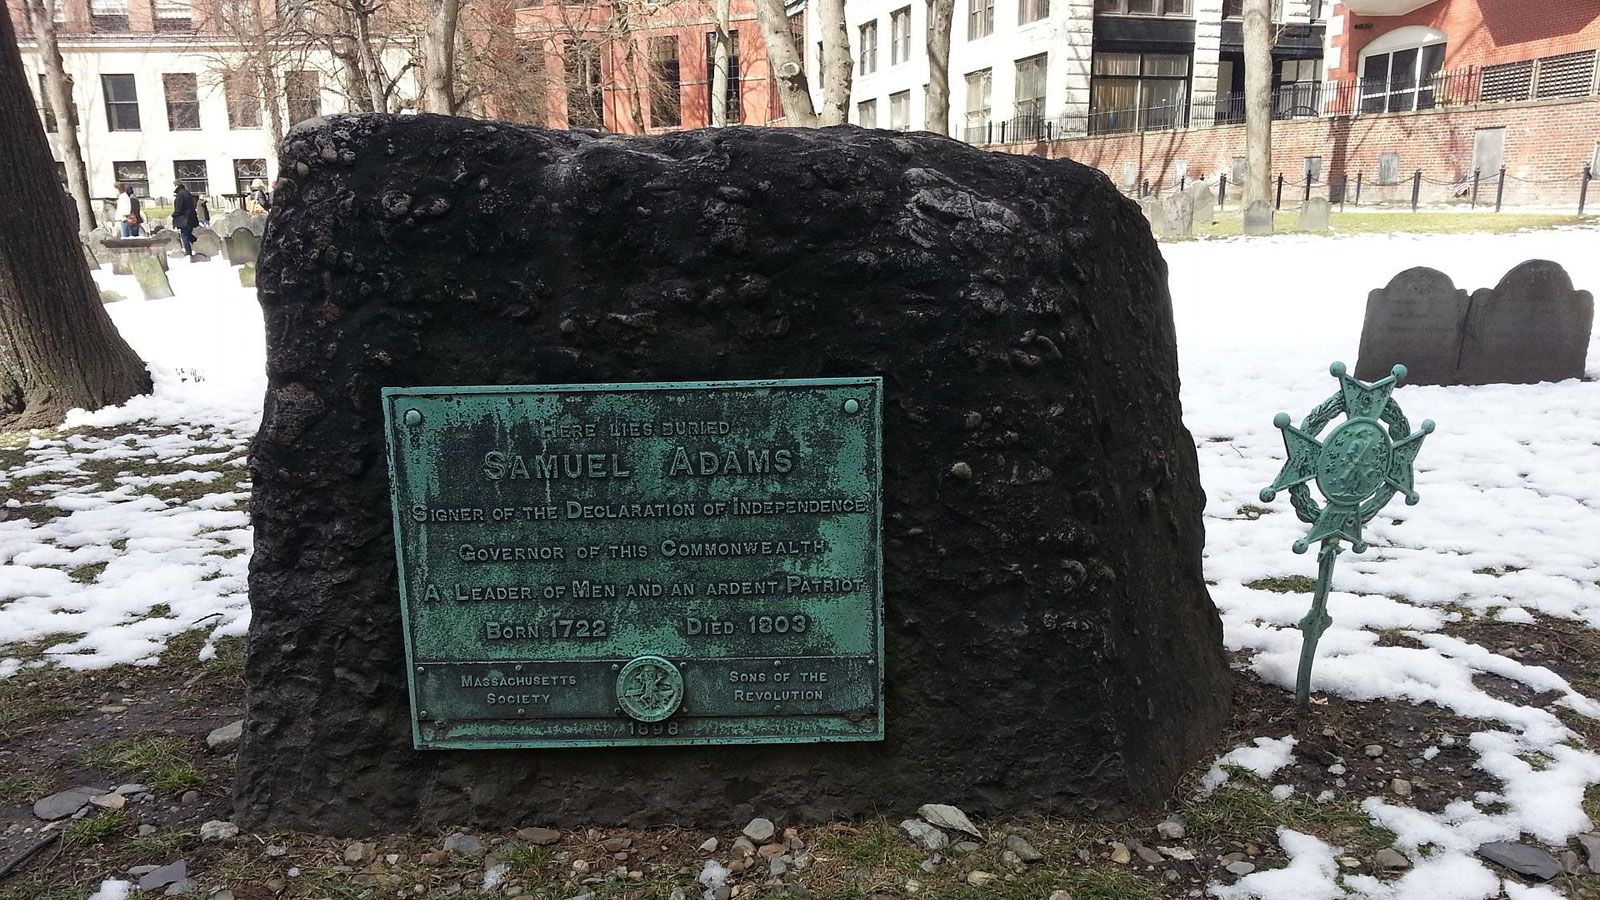 Here lies buried
Samuel Adams
Signer of the Declaration of Independence
Governor of this Commonwealth
A Leader of Men and an ardent Patriot
Born 1722 Died 1803
Massachusetts Society
Sons of the Revolution
1898